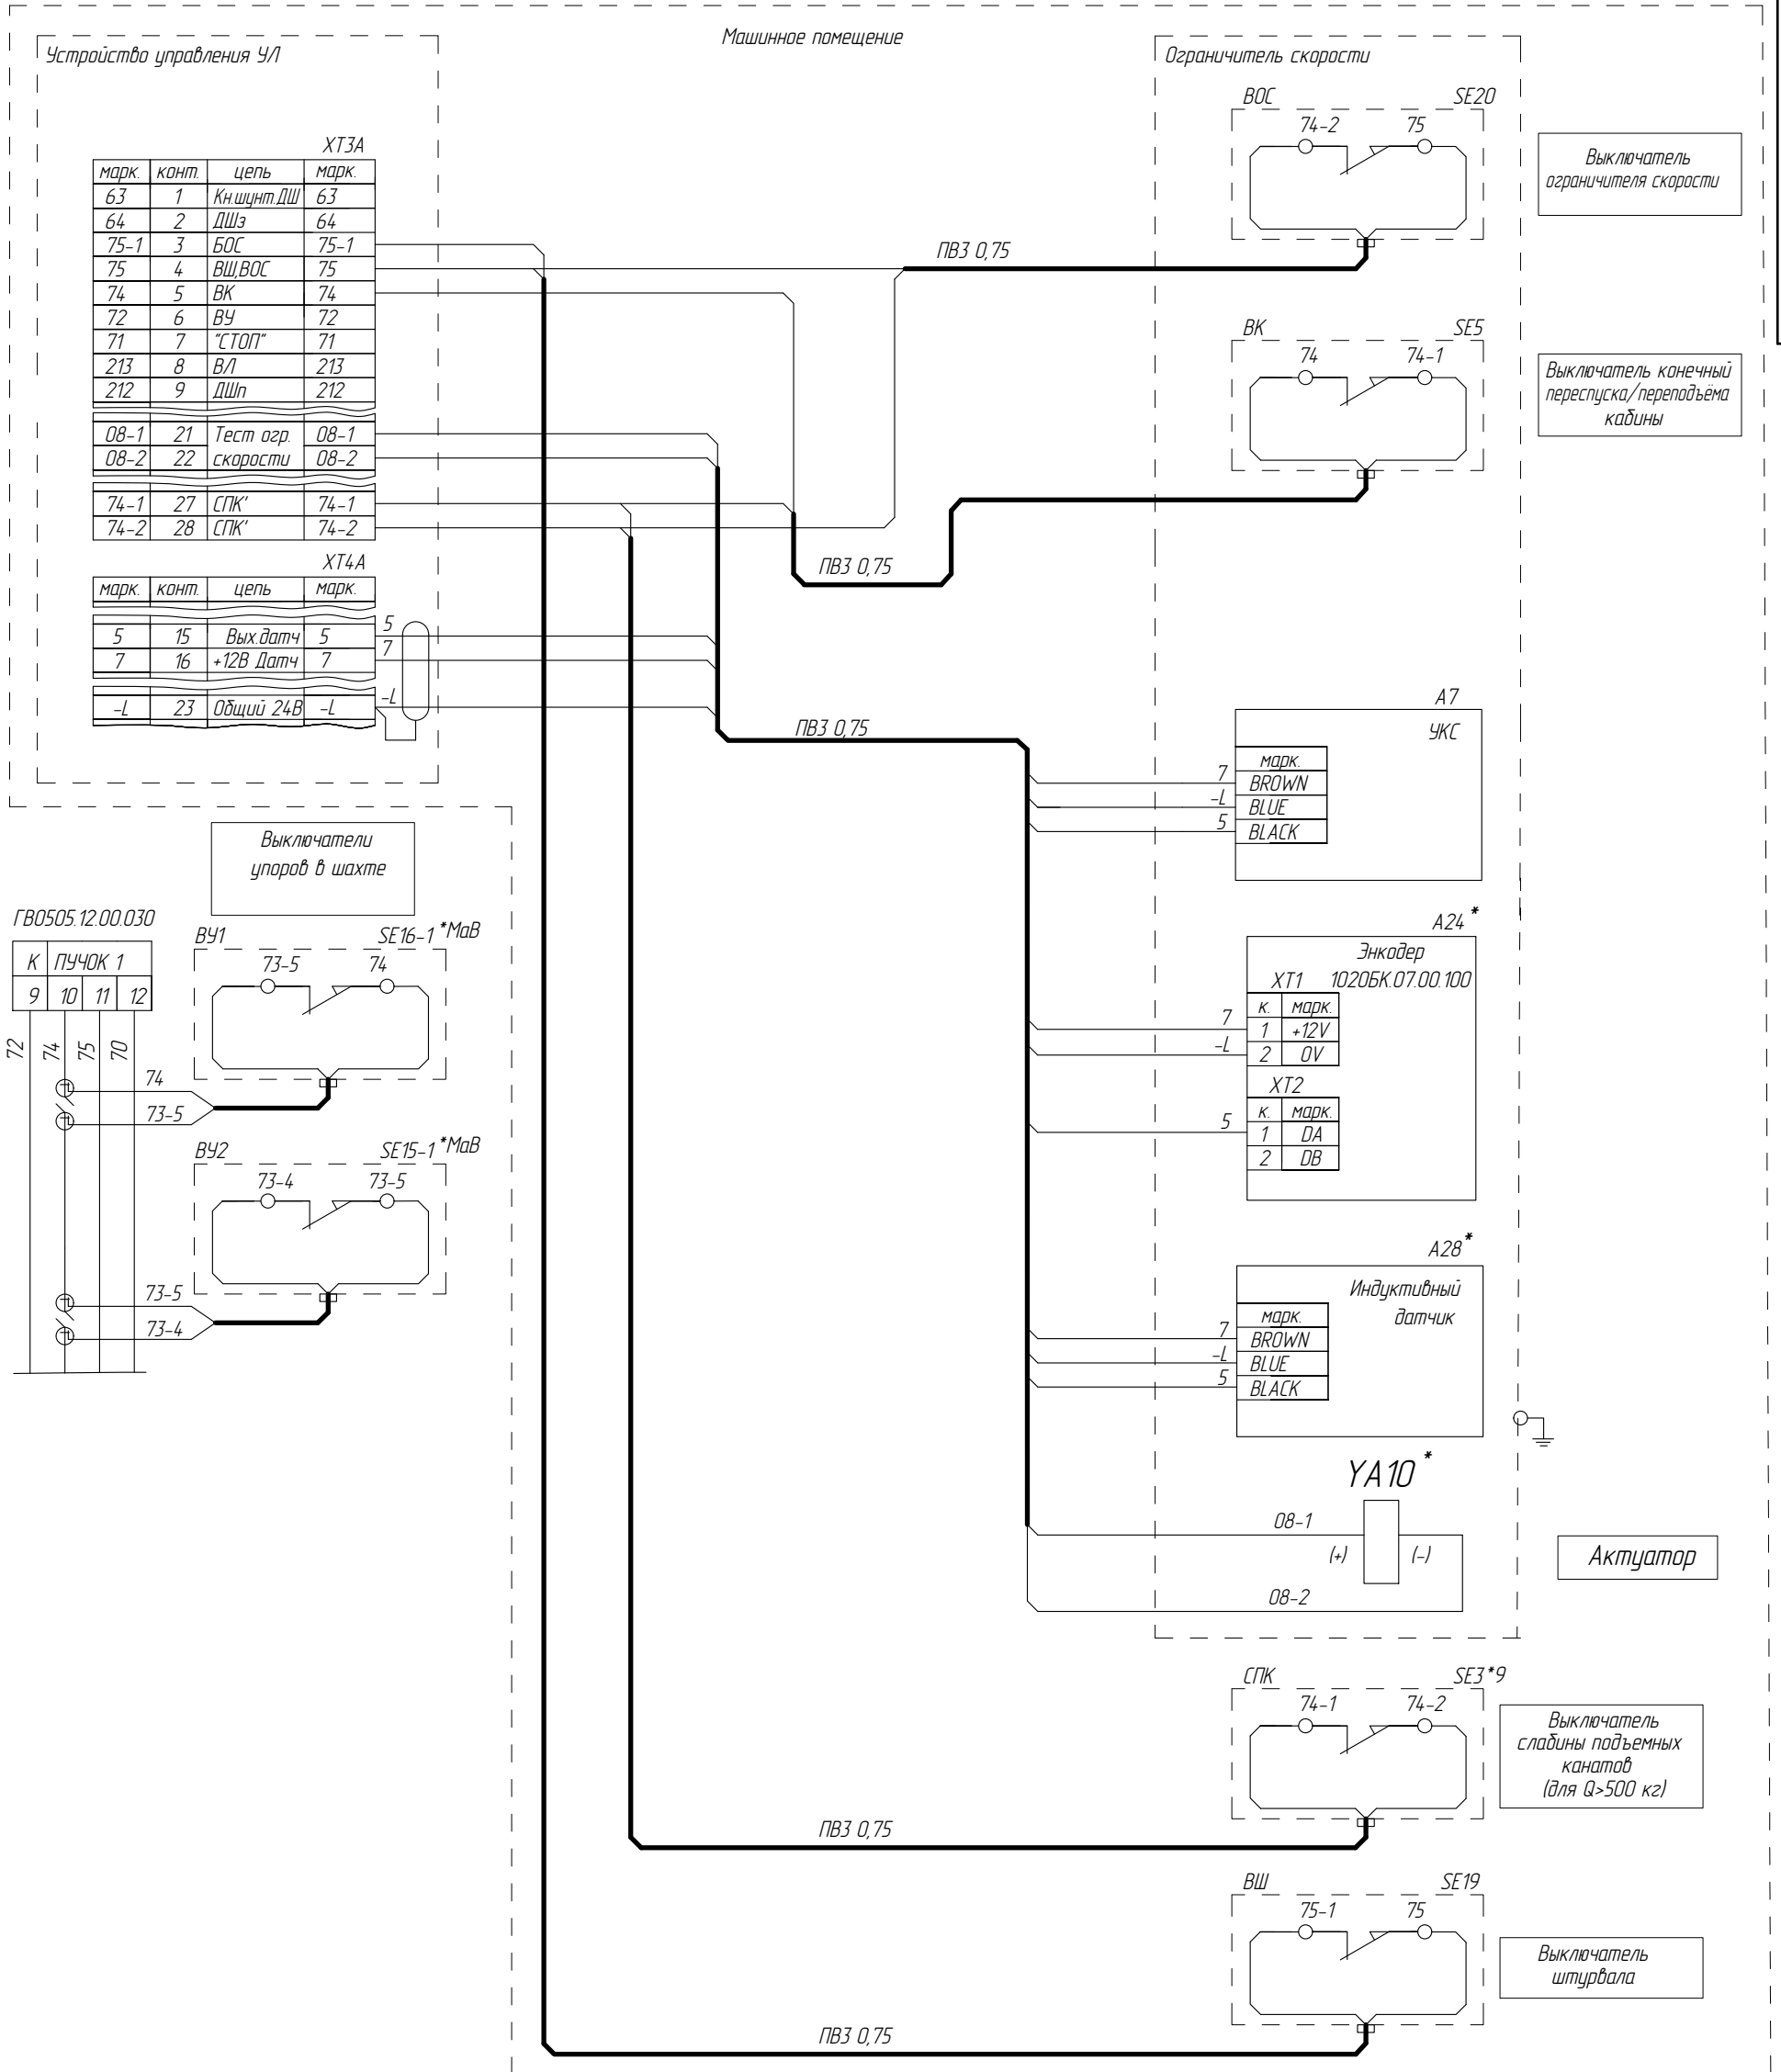 Машинное помещение
Устройство управления УЛ
ХТ3А
марк. конт. цепь марк.
63 1 Кн.шунт.ДШ 63
64 2 ДШз 64
75-1 3 БОС 75-1
75 4 ВШ,ВОС 75
74 5 ВК 74
72 6 ВУ 72
71 7 "СТОП" 71
213 8 ВЛ 213
212 9 ДШп 212
08-1 21 Тест огр. 08-1
08-2 22 скорости 08-2
74-1 27 СПК' 74-1
74-2 28 СПК' 74-2
ХТ4А
марк. конт. цепь марк.
5 15 Вых.датч 5 5
7 16 +12В Датч 7 7
-L 23 Общий 24В -L -L
ПВ3 0,75
ПВ3 0,75
ПВ3 0,75
ПВ3 0,75
ПВ3 0,75
Ограничитель скорости
ВОС SE20
74-2 75
Выключатель
ограничителя скорости
ВК SE5
74 74-1
Выключатель конечный
переспуска/переподъёма
кабины
А7
УКС
марк.
7 BROWN
-L BLUE
5 BLACK
А24*
Энкодер
ХТ1 1020БК.07.00.100
к. марк.
7 1 +12V
-L 2 0V
ХТ2
к. марк.
5 1 DA
2 DB
А28*
Индуктивный
датчик
марк.
7 BROWN
-L BLUE
5 BLACK
YA10*
08-1
(+) (-)
08-2
Актуатор
СПК SE3*9
74-1 74-2
Выключатель
слабины подъемных
канатов
(для Q>500 кг)
ВШ SE19
75-1 75
Выключатель
штурвала
Выключатели
упоров в шахте
ГВ0505.12.00.030
К ПУЧОК 1
9 10 11 12
72 74 75 70
ВУ1 SE16-1*МаВ
73-5 74
74
73-5
ВУ2 SE15-1*МаВ
73-4 73-5
73-5
73-4